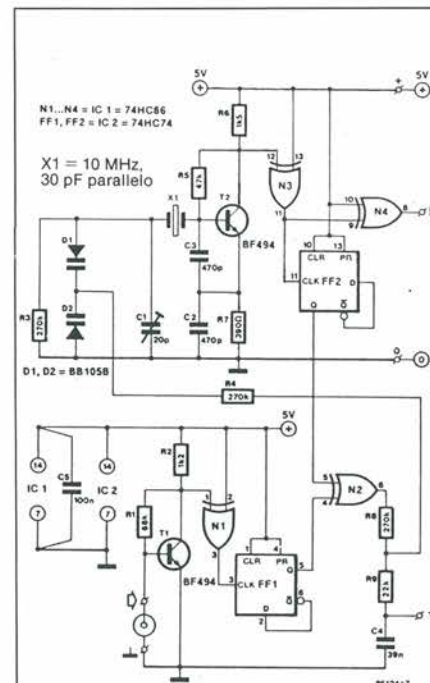 5V
5V
N1...N4 = IC 1 = 74HC86
FF1, FF2 = IC 2 = 74HC74
X1 = 10 MHz,
30 pF parallelo
R6
1k5
+
12
13
R5
47k
N3
X1
T2
11
10
9
8
N4
BF494
D1
10
13
CLR
PR
C3
470p
11
CLK
D
FF2
D2
Q
Q
R3
270k
C1
20p
C2
470p
R7
390Ω
0
D1, D2 = BB105B
R4
270k
5V
R2
1k2
14
14
C5
100n
IC 1
IC 2
7
7
R1
68k
1
2
N1
5
4
6
N2
R8
270k
T1
3
1
4
CLR
PR
Q
5
BF494
3
CLK
FF1
Q
6
D
2
R9
22k
C4
39n